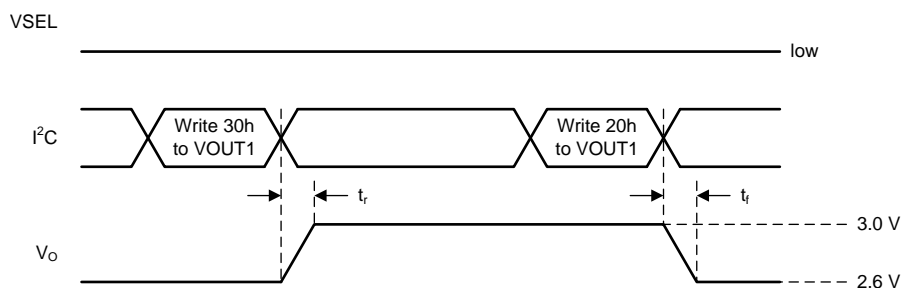 VSEL
low
I²C
Write 30h
to VOUT1
Write 20h
to VOUT1
tr
tf
3.0 V
VO
2.6 V